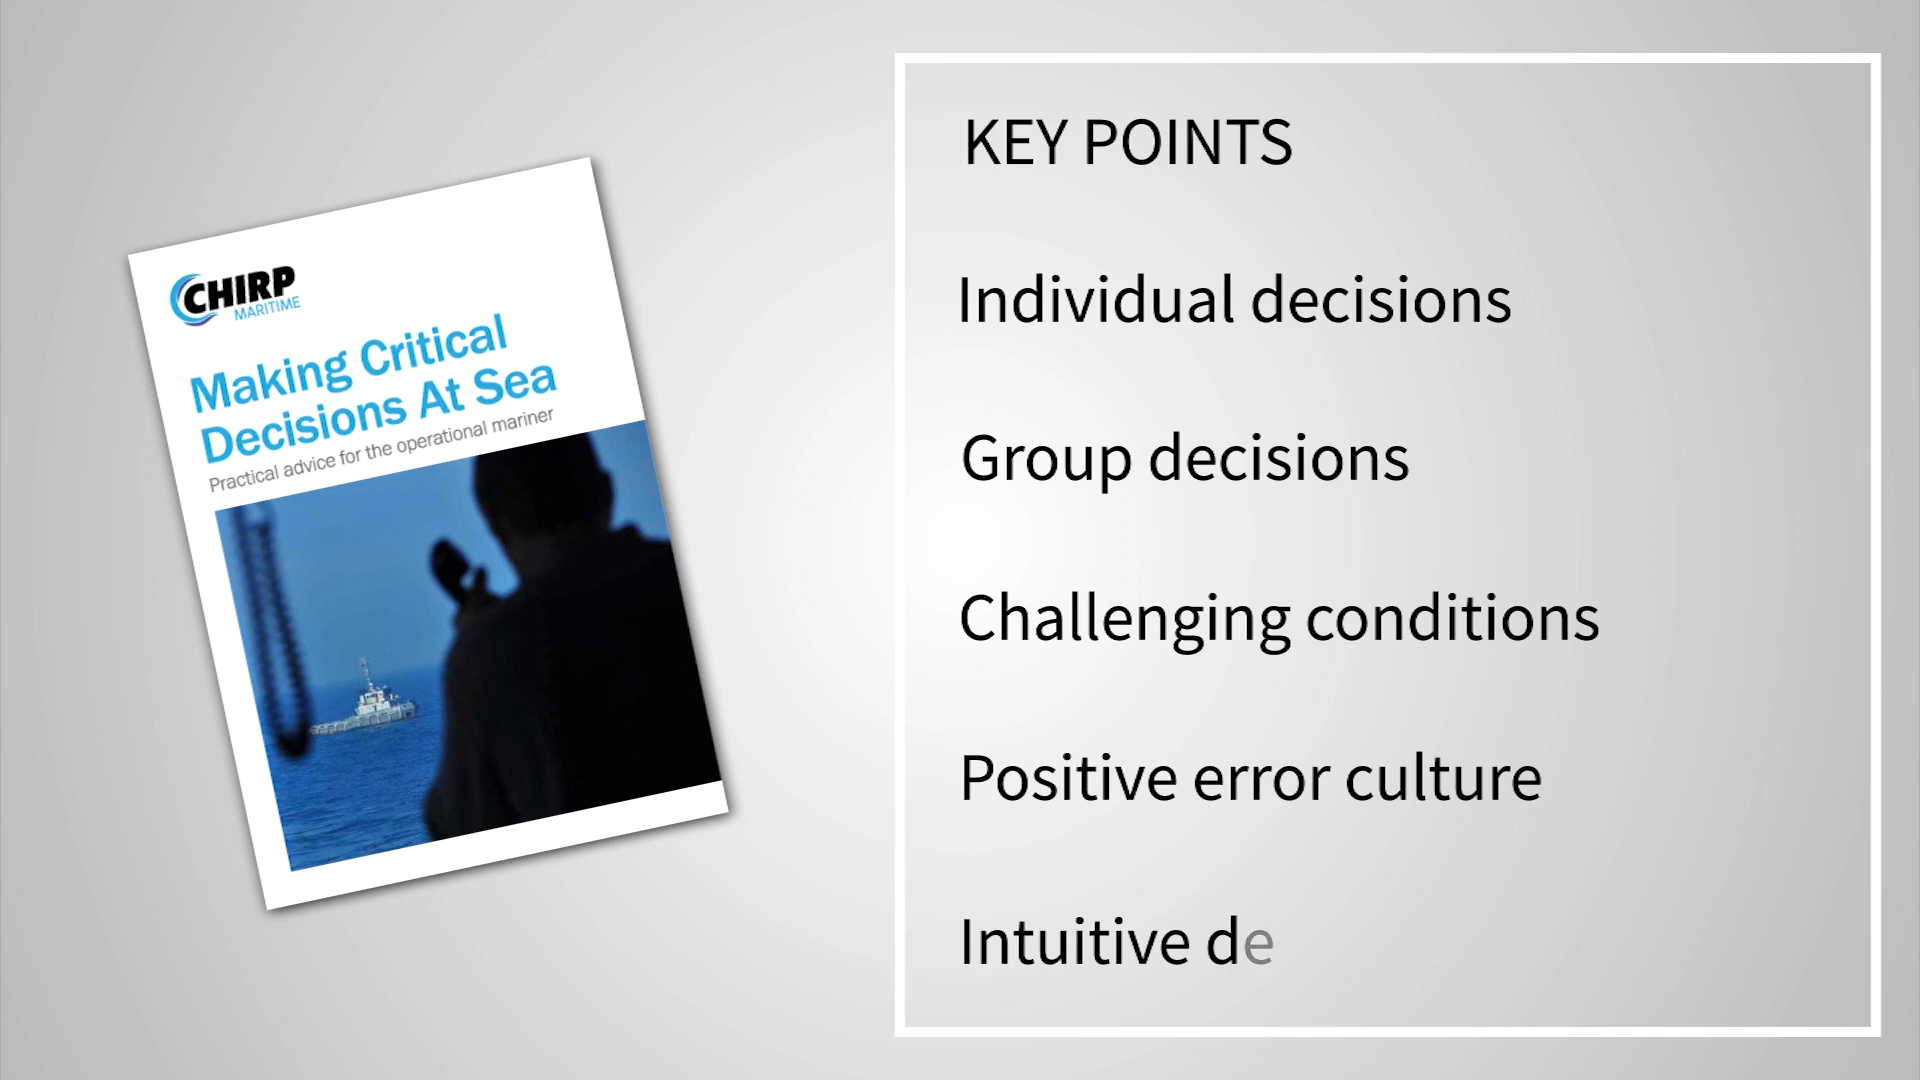 CHIRP
MARITIME
Making Critical
Decisions At Sea
Practical advice for the operational mariner
KEY POINTS
Individual decisions
Group decisions
Challenging conditions
Positive error culture
Intuitive de